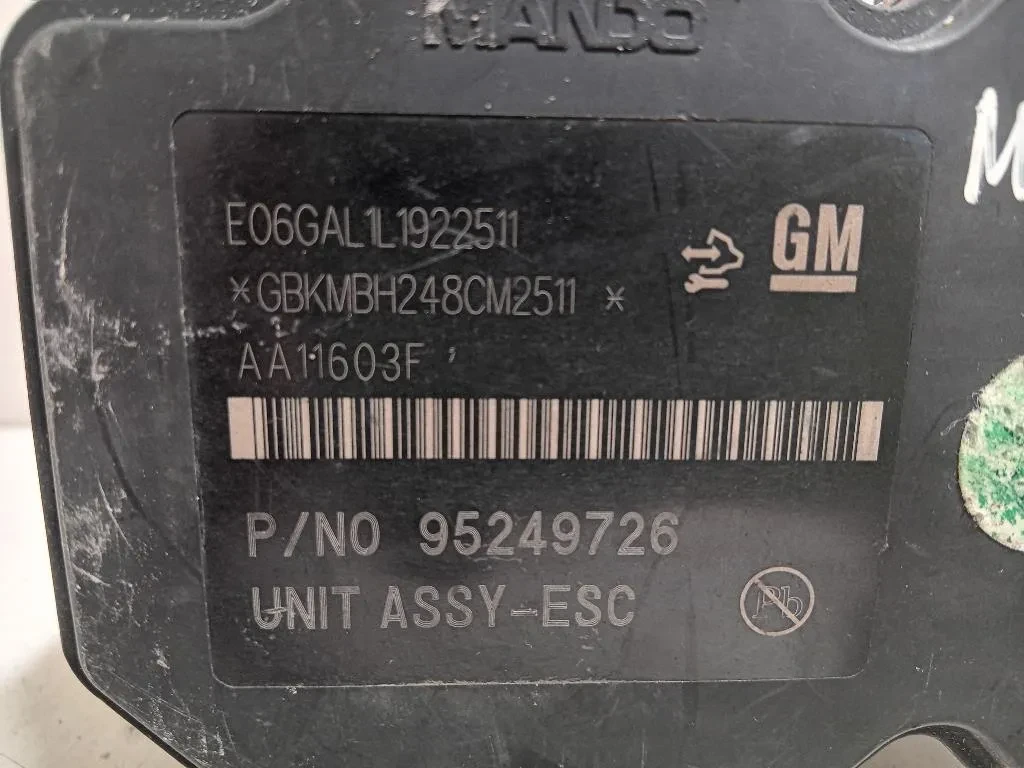 MANDO
E06GAL1L1922511
*GBKMBH248CM2511 *
AA11603F
GM
P/NO 95249726
UNIT ASSY-ESC
Pb
M